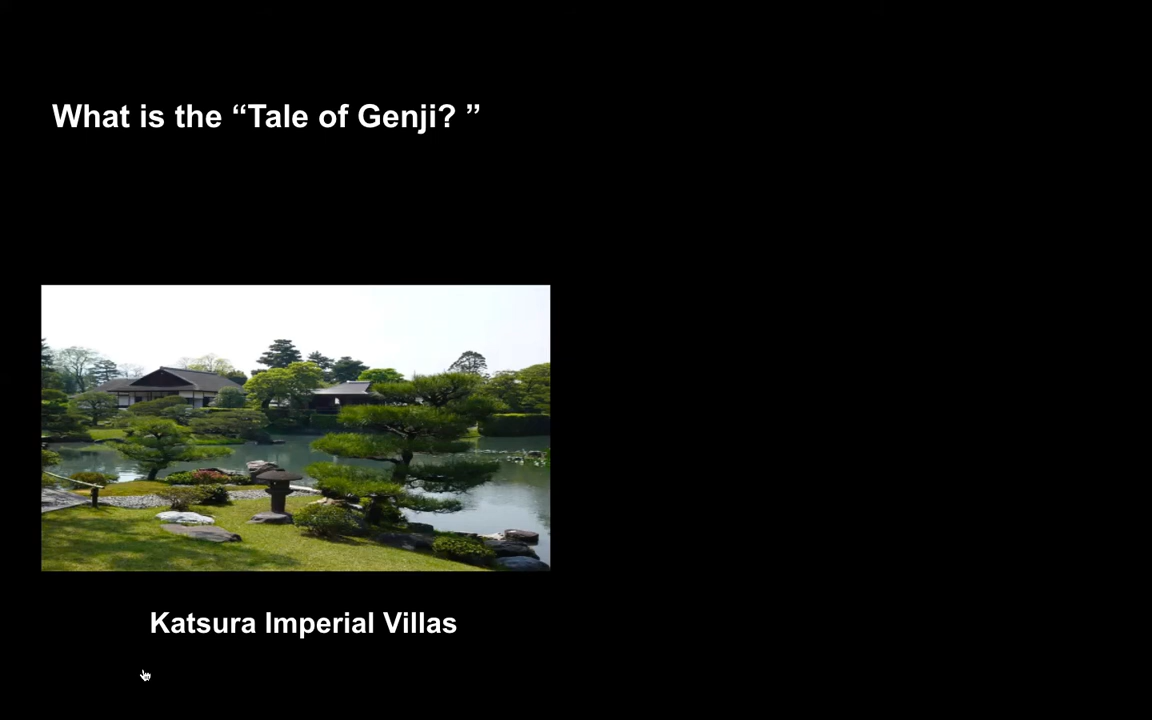 What is the “Tale of Genji? ”
Katsura Imperial Villas